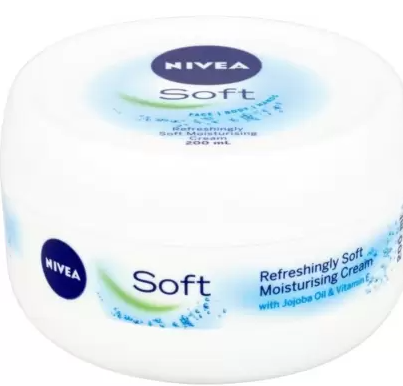 NIVEA
Soft
FACE | BODY | HANDS
Refreshingly
Soft Moisturising
Cream
200 mL
NIVEA
Soft
Refreshingly Soft
Moisturising Cream
with Jojoba Oil & Vitamin E
200